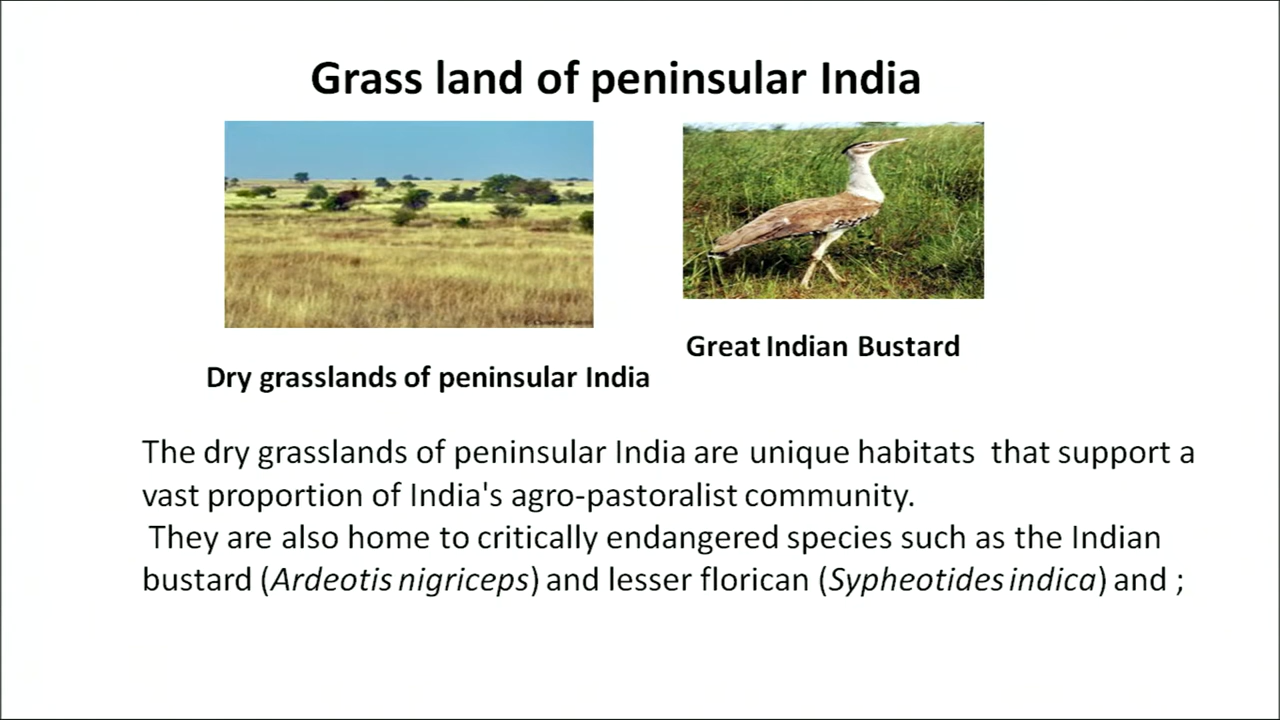 Grass land of peninsular India
Great Indian Bustard
Dry grasslands of peninsular India
The dry grasslands of peninsular India are unique habitats that support a
vast proportion of India's agro-pastoralist community.
They are also home to critically endangered species such as the Indian
bustard (Ardeotis nigriceps) and lesser florican (Sypheotides indica) and ;